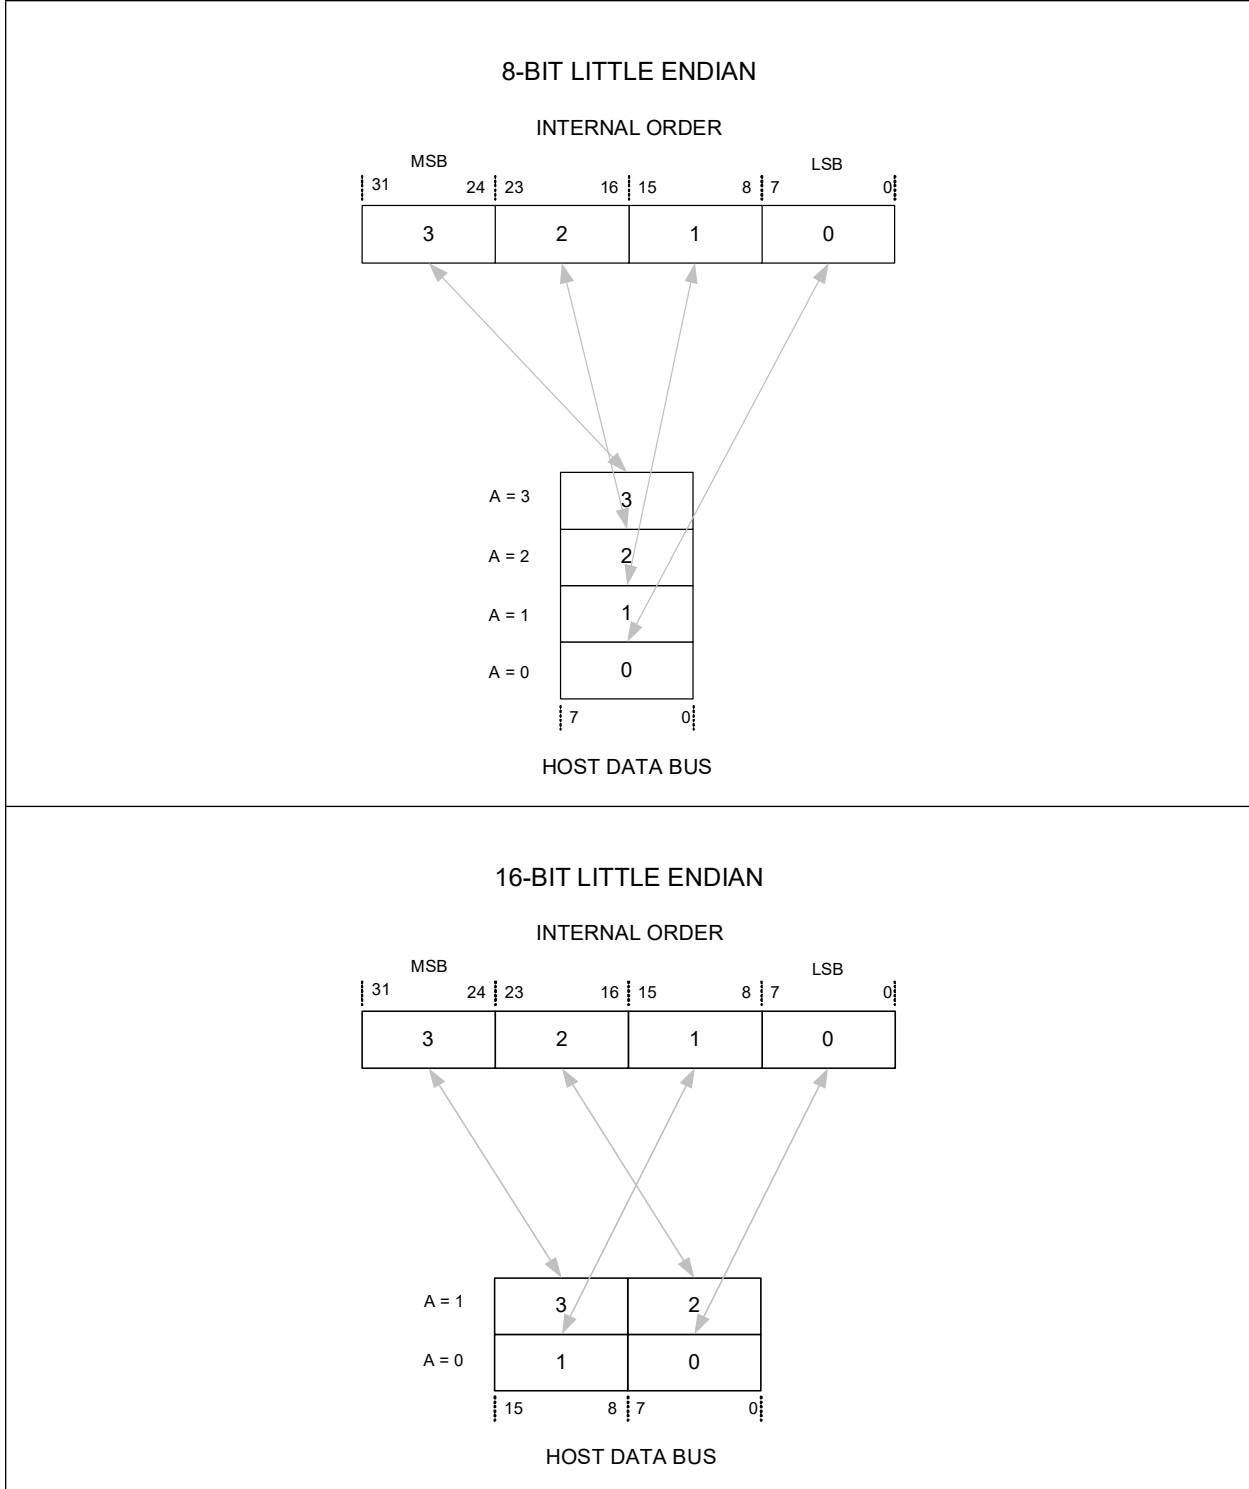 8-BIT LITTLE ENDIAN
INTERNAL ORDER
MSB LSB
31 24 23 16 15 8 7 0
3 2 1 0
A = 3 3
A = 2 2
A = 1 1
A = 0 0
7 0
HOST DATA BUS
16-BIT LITTLE ENDIAN
INTERNAL ORDER
MSB LSB
31 24 23 16 15 8 7 0
3 2 1 0
A = 1 3 2
A = 0 1 0
15 8 7 0
HOST DATA BUS